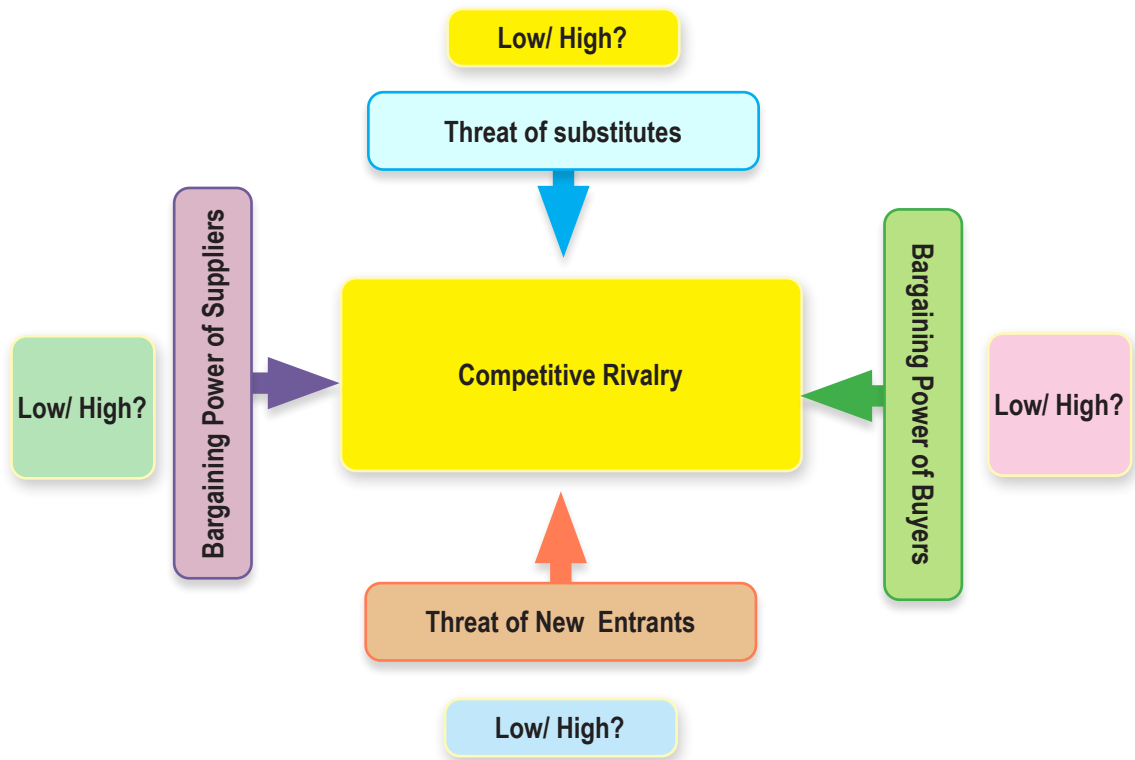 Low/ High?
Threat of substitutes
Bargaining Power of Suppliers
Bargaining Power of Buyers
Low/ High?
Competitive Rivalry
Low/ High?
Threat of New  Entrants
Low/ High?